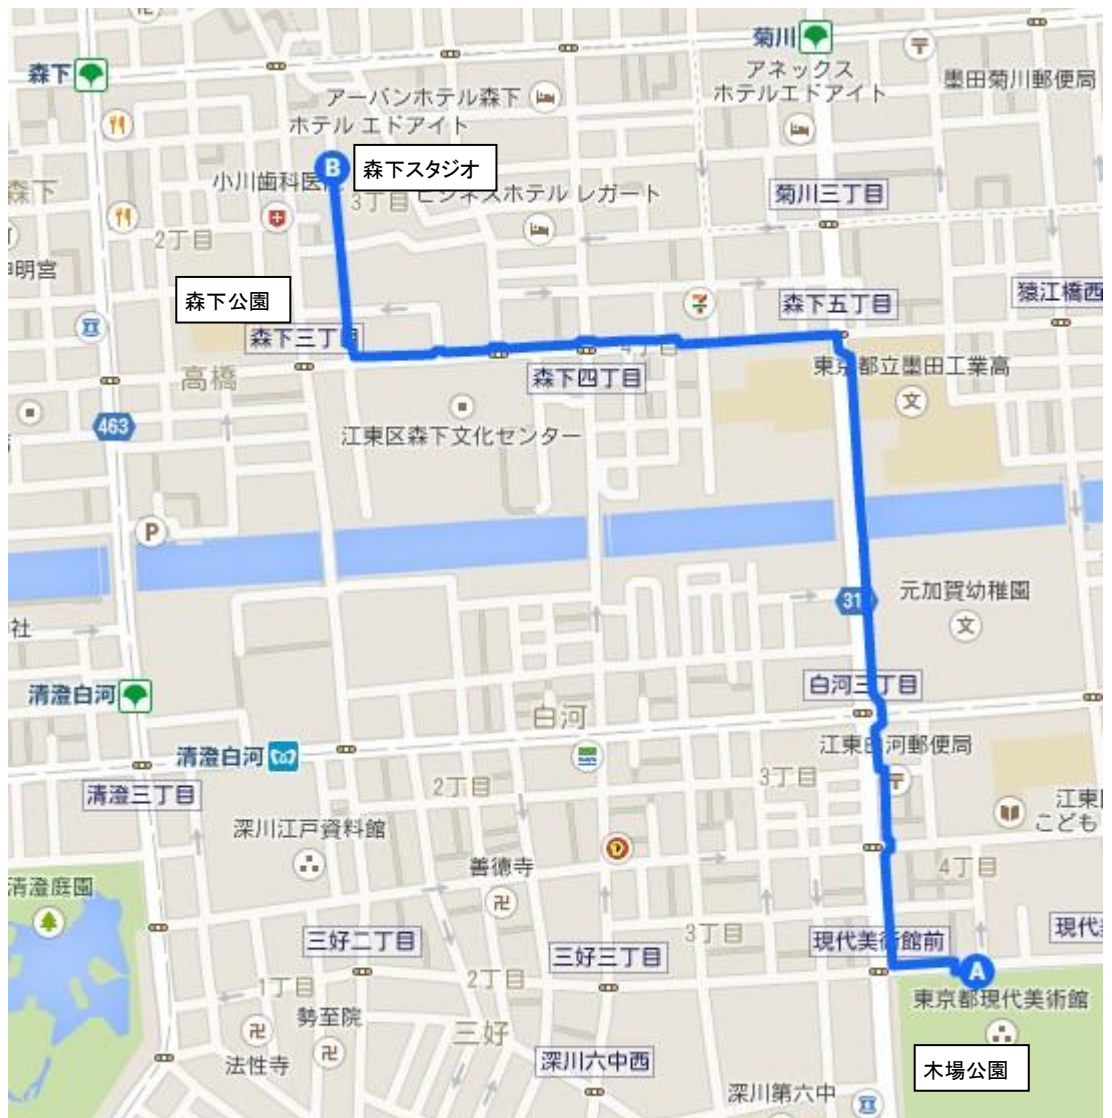 菊川
森下
アネックス
ホテルエドアイト
墨田菊川郵便局
アーバンホテル森下
ホテル エドアイト
B
森下スタジオ
小川歯科医
3丁目
ビジネスホテル レガート
菊川三丁目
森下
2丁目
森下公園
森下三丁目
森下五丁目
猿江橋西
4丁目
高橋
森下四丁目
東京都立墨田工業高
文
463
江東区森下文化センター
P
元加賀幼稚園
文
社
清澄白河
白河三丁目
白河
清澄白河
江東白河郵便局
清澄三丁目
2丁目
3丁目
深川江戸資料館
江東
こども
善徳寺
4丁目
清澄庭園
三好二丁目
三好三丁目
3丁目
現代美術館前
現代
1丁目
2丁目
A
東京都現代美術館
勢至院
三好
法性寺
深川六中西
木場公園
深川第六中